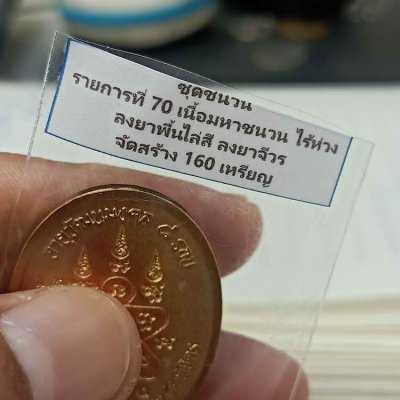 ชุดชนวน
รายการที่ 70 เนื้อมหาชนวน ไร้ห่วง
ลงยาพื้นไล่สี ลงยาจีวร
จัดสร้าง 160 เหรียญ